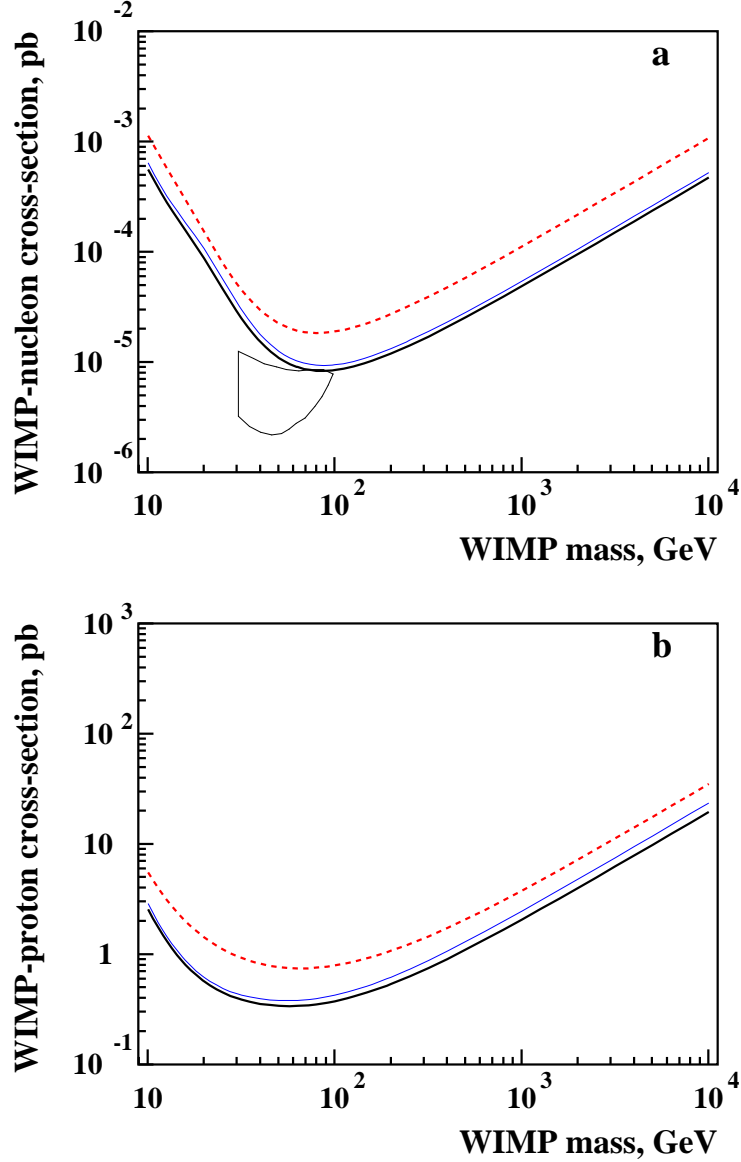 a
WIMP-nucleon cross-section, pb
10 -2
10 -3
10 -4
10 -5
10 -6
10 10 2 10 3 10 4
WIMP mass, GeV
b
WIMP-proton cross-section, pb
10 3
10 2
10
1
10 -1
10 10 2 10 3 10 4
WIMP mass, GeV